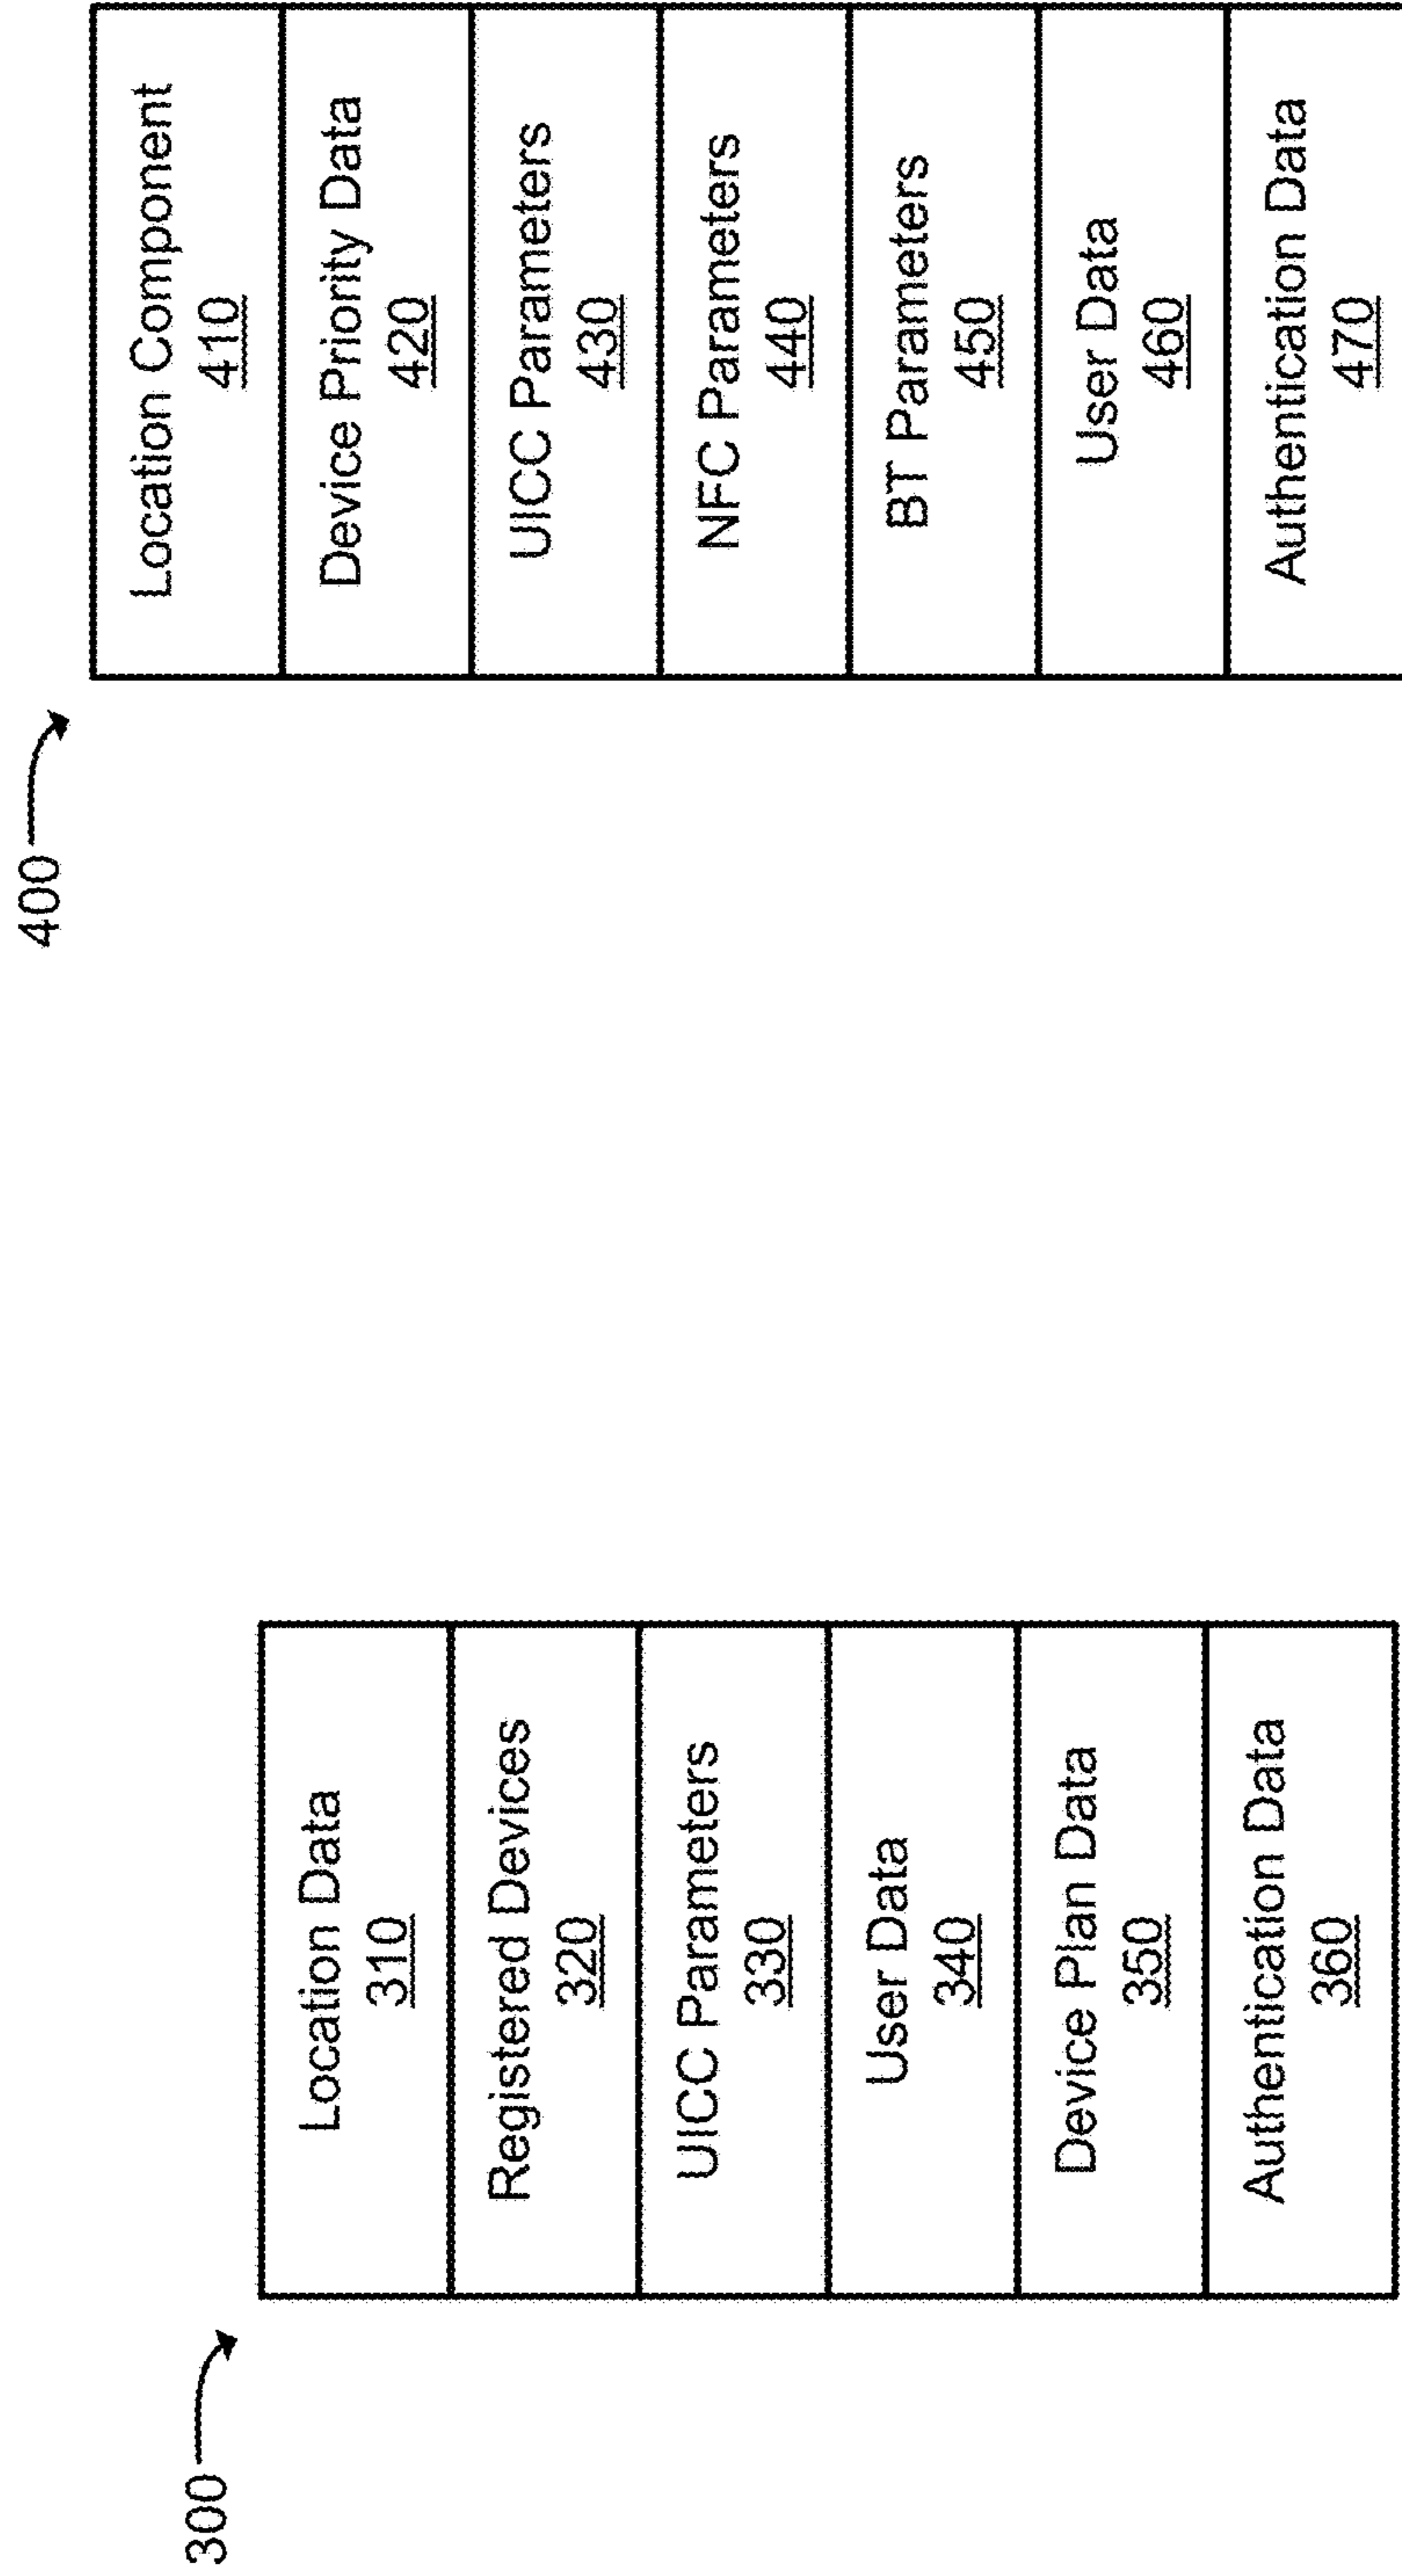 300
Location Data
310
Registered Devices
320
UICC Parameters
330
User Data
340
Device Plan Data
350
Authentication Data
360
400
Location Component
410
Device Priority Data
420
UICC Parameters
430
NFC Parameters
440
BT Parameters
450
User Data
460
Authentication Data
470